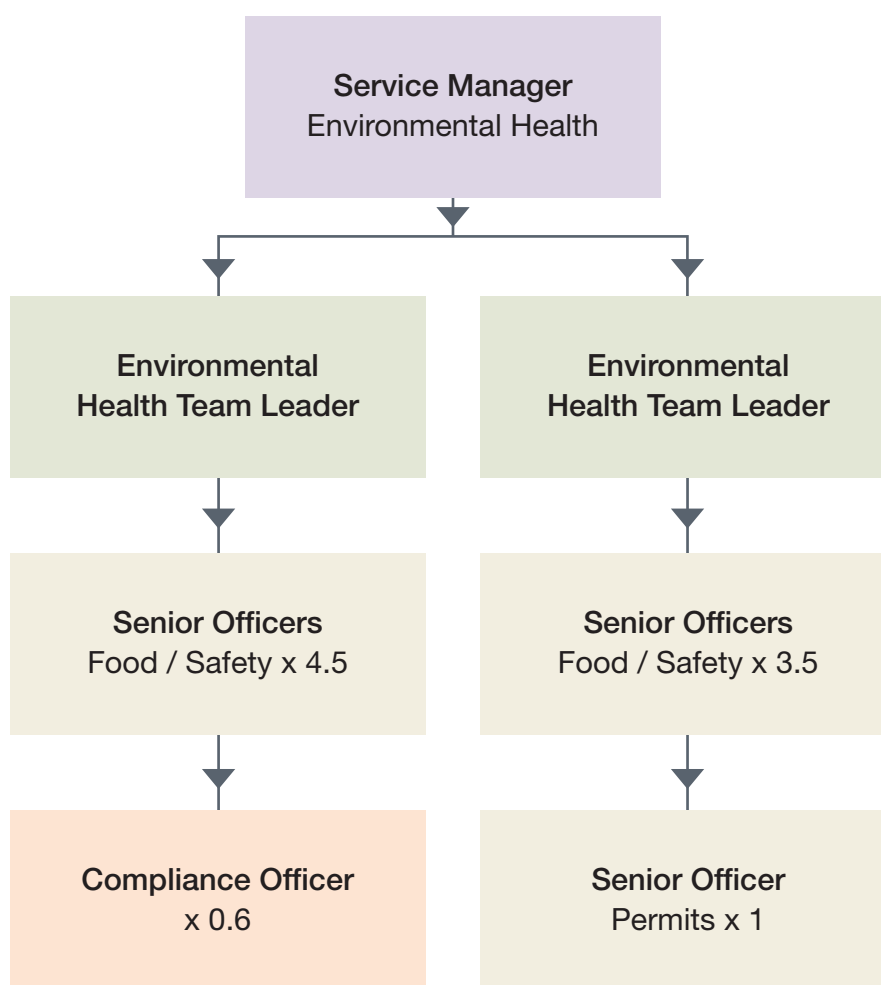 Service Manager
Environmental Health
Environmental
Health Team Leader
Environmental
Health Team Leader
Senior Officers
Food / Safety x 4.5
Senior Officers
Food / Safety x 3.5
Compliance Officer
x 0.6
Senior Officer
Permits x 1